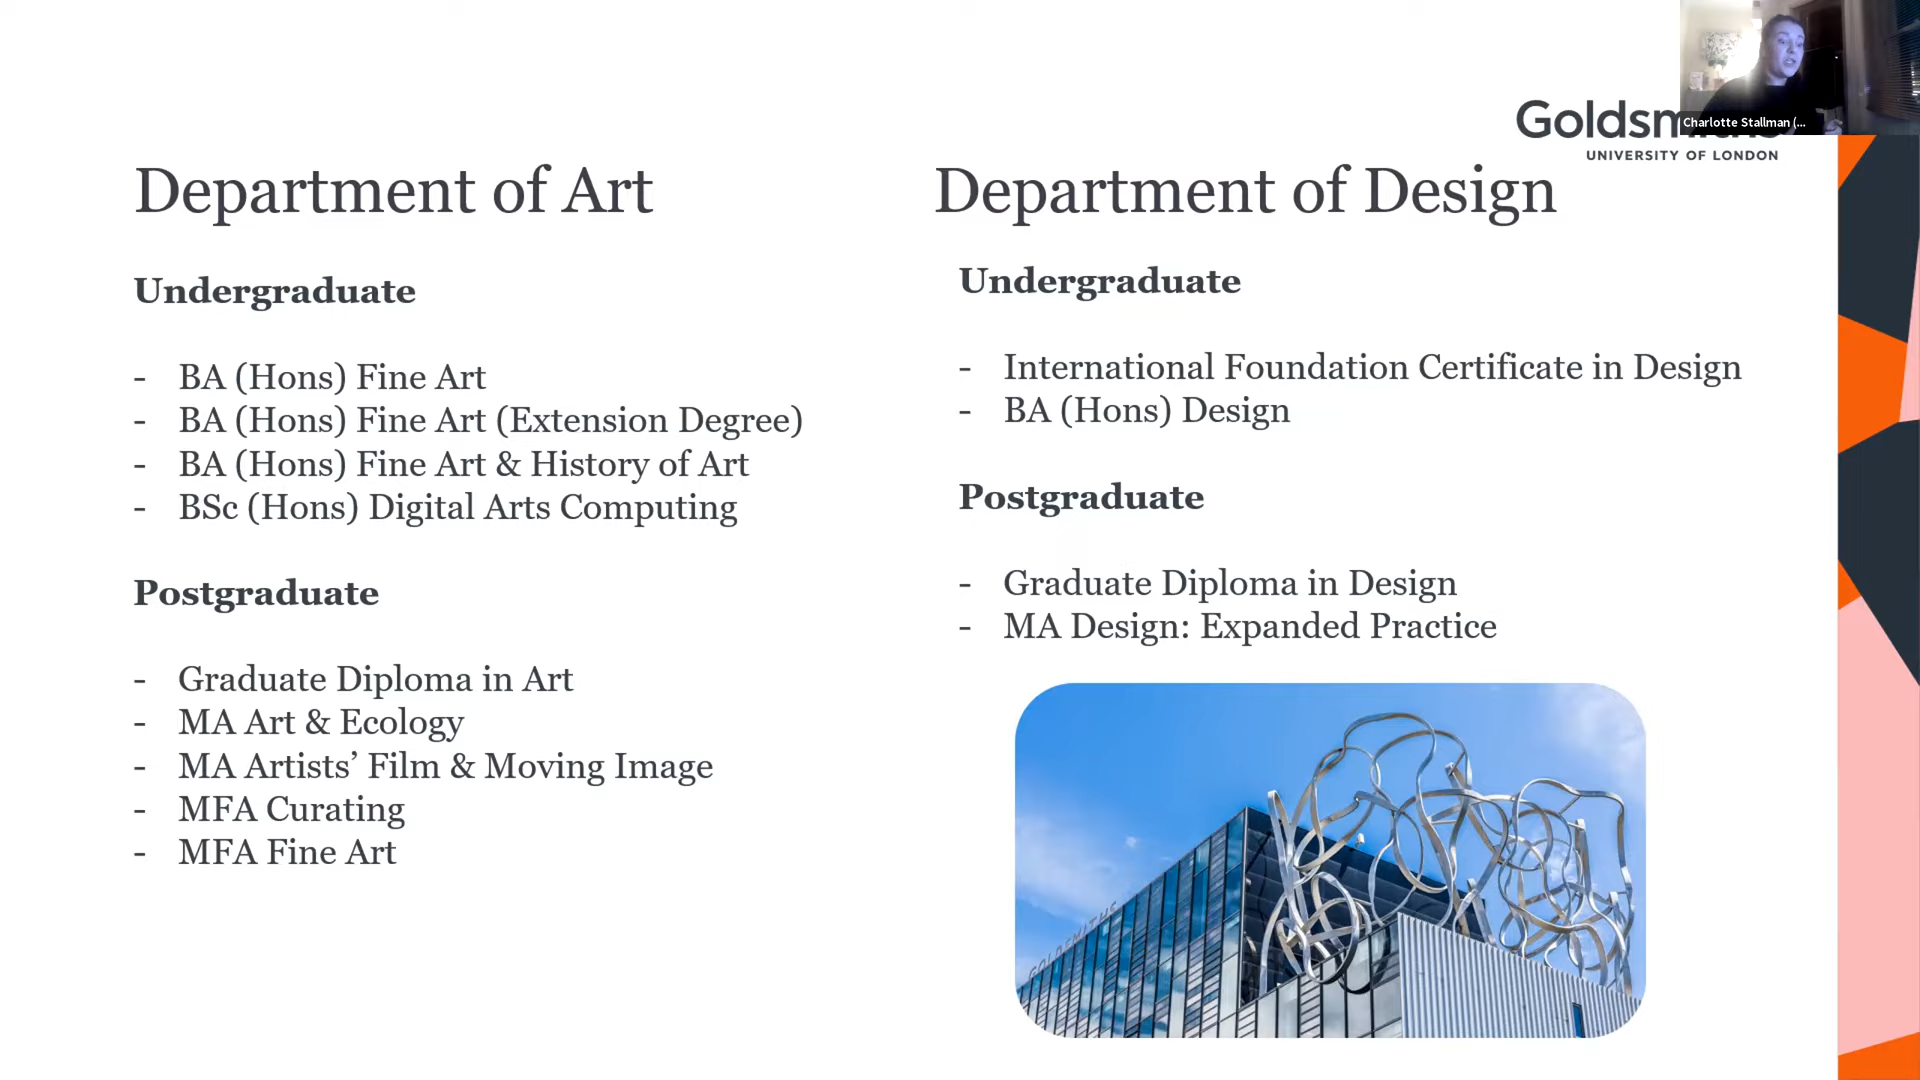 Charlotte Stallman (...
UNIVERSITY OF LONDON
Department of Art
Undergraduate
- BA (Hons) Fine Art
- BA (Hons) Fine Art (Extension Degree)
- BA (Hons) Fine Art & History of Art
- BSc (Hons) Digital Arts Computing
Postgraduate
- Graduate Diploma in Art
- MA Art & Ecology
- MA Artists’ Film & Moving Image
- MFA Curating
- MFA Fine Art
Department of Design
Undergraduate
- International Foundation Certificate in Design
- BA (Hons) Design
Postgraduate
- Graduate Diploma in Design
- MA Design: Expanded Practice
GOLDSMITHS